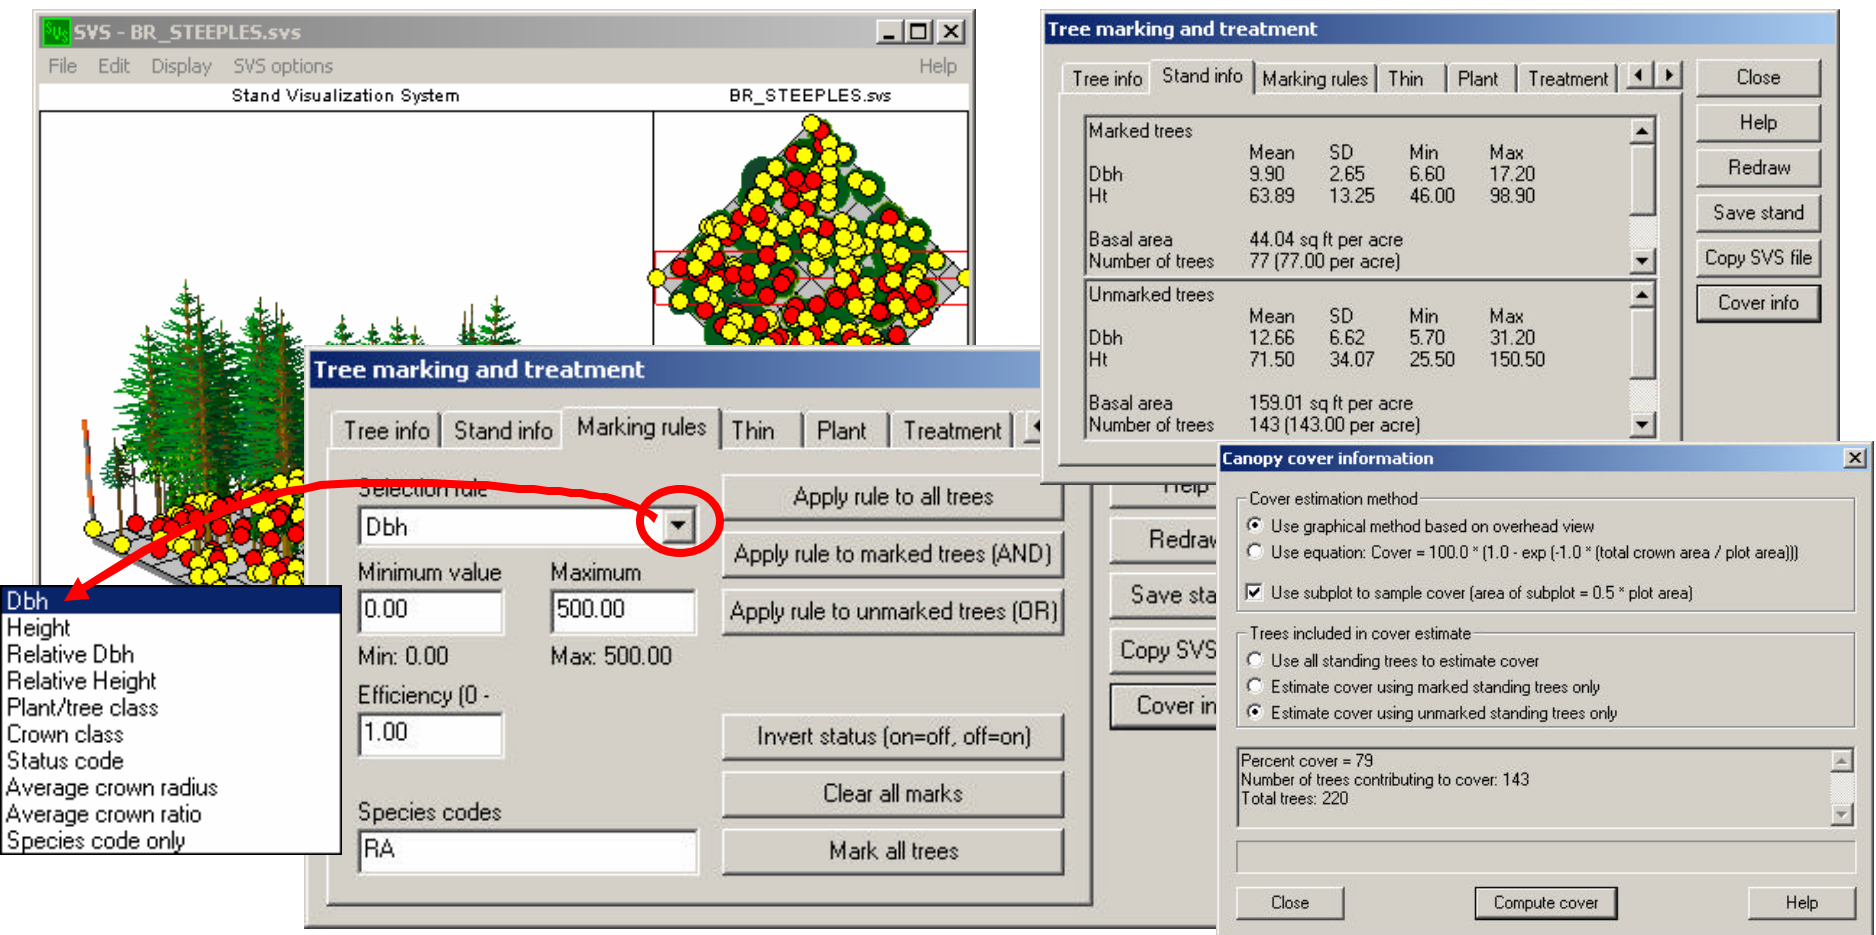 SVS - BR_STEEPLES.svs
File Edit Display SVS options Help
Stand Visualization System BR_STEEPLES.svs
Tree marking and treatment
Tree info Stand info Marking rules Thin Plant Treatment
Close
Help
Redraw
Save stand
Copy SVS file
Cover info
Marked trees
Mean SD Min Max
Dbh 9.90 2.65 6.60 17.20
Ht 63.89 13.25 46.00 98.90
Basal area 44.04 sq ft per acre
Number of trees 77 (77.00 per acre)
Unmarked trees
Mean SD Min Max
Dbh 12.66 6.62 5.70 31.20
Ht 71.50 34.07 25.50 150.50
Basal area 159.01 sq ft per acre
Number of trees 143 (143.00 per acre)
Tree marking and treatment
Tree info Stand info Marking rules Thin Plant Treatment
Selection rule
Dbh
Minimum value Maximum
0.00 500.00
Min: 0.00 Max: 500.00
Efficiency (0 -
1.00
Species codes
RA
Apply rule to all trees
Apply rule to marked trees (AND)
Apply rule to unmarked trees (OR)
Invert status (on=off, off=on)
Clear all marks
Mark all trees
Help
Redraw
Save sta
Copy SVS
Cover in
Dbh
Height
Relative Dbh
Relative Height
Plant/tree class
Crown class
Status code
Average crown radius
Average crown ratio
Species code only
Canopy cover information
Cover estimation method
Use graphical method based on overhead view
Use equation: Cover = 100.0 * (1.0 - exp (-1.0 * (total crown area / plot area)))
Use subplot to sample cover (area of subplot = 0.5 * plot area)
Trees included in cover estimate
Use all standing trees to estimate cover
Estimate cover using marked standing trees only
Estimate cover using unmarked standing trees only
Percent cover = 79
Number of trees contributing to cover: 143
Total trees: 220
Close Compute cover Help